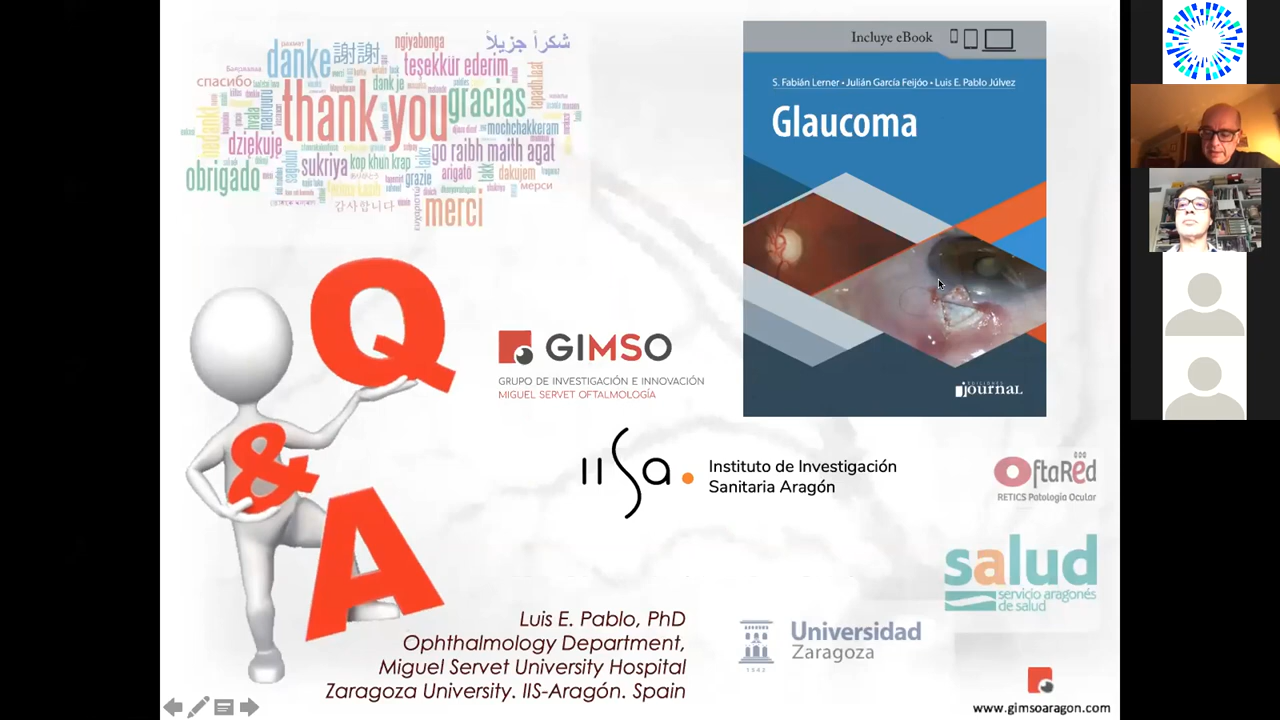 danke
謝謝
ngiyabonga
شكراً جزيلاً
teşekkür ederim
спасибо
dank je
thank you
gracias
mochchakkeram
dziękuje
go raibh maith agat
sukriya
kop khun krap
arigato
takk
dakujem
obrigado
grazie
мерси
감사합니다
merci
Q
&
A
Incluye eBook
S. Fabián Lerner • Julián García Feijóo • Luis E. Pablo Júlvez
Glaucoma
EDICIONES
JOURNAL
GIMSO
GRUPO DE INVESTIGACIÓN E INNOVACIÓN
MIGUEL SERVET OFTALMOLOGÍA
IISa.
Instituto de Investigación
Sanitaria Aragón
OftaRed
RETICS Patología Ocular
salud
servicio aragonés
de salud
Luis E. Pablo, PhD
Ophthalmology Department,
Miguel Servet University Hospital
Zaragoza University. IIS-Aragón. Spain
Universidad
Zaragoza
1542
www.gimsoaragon.com